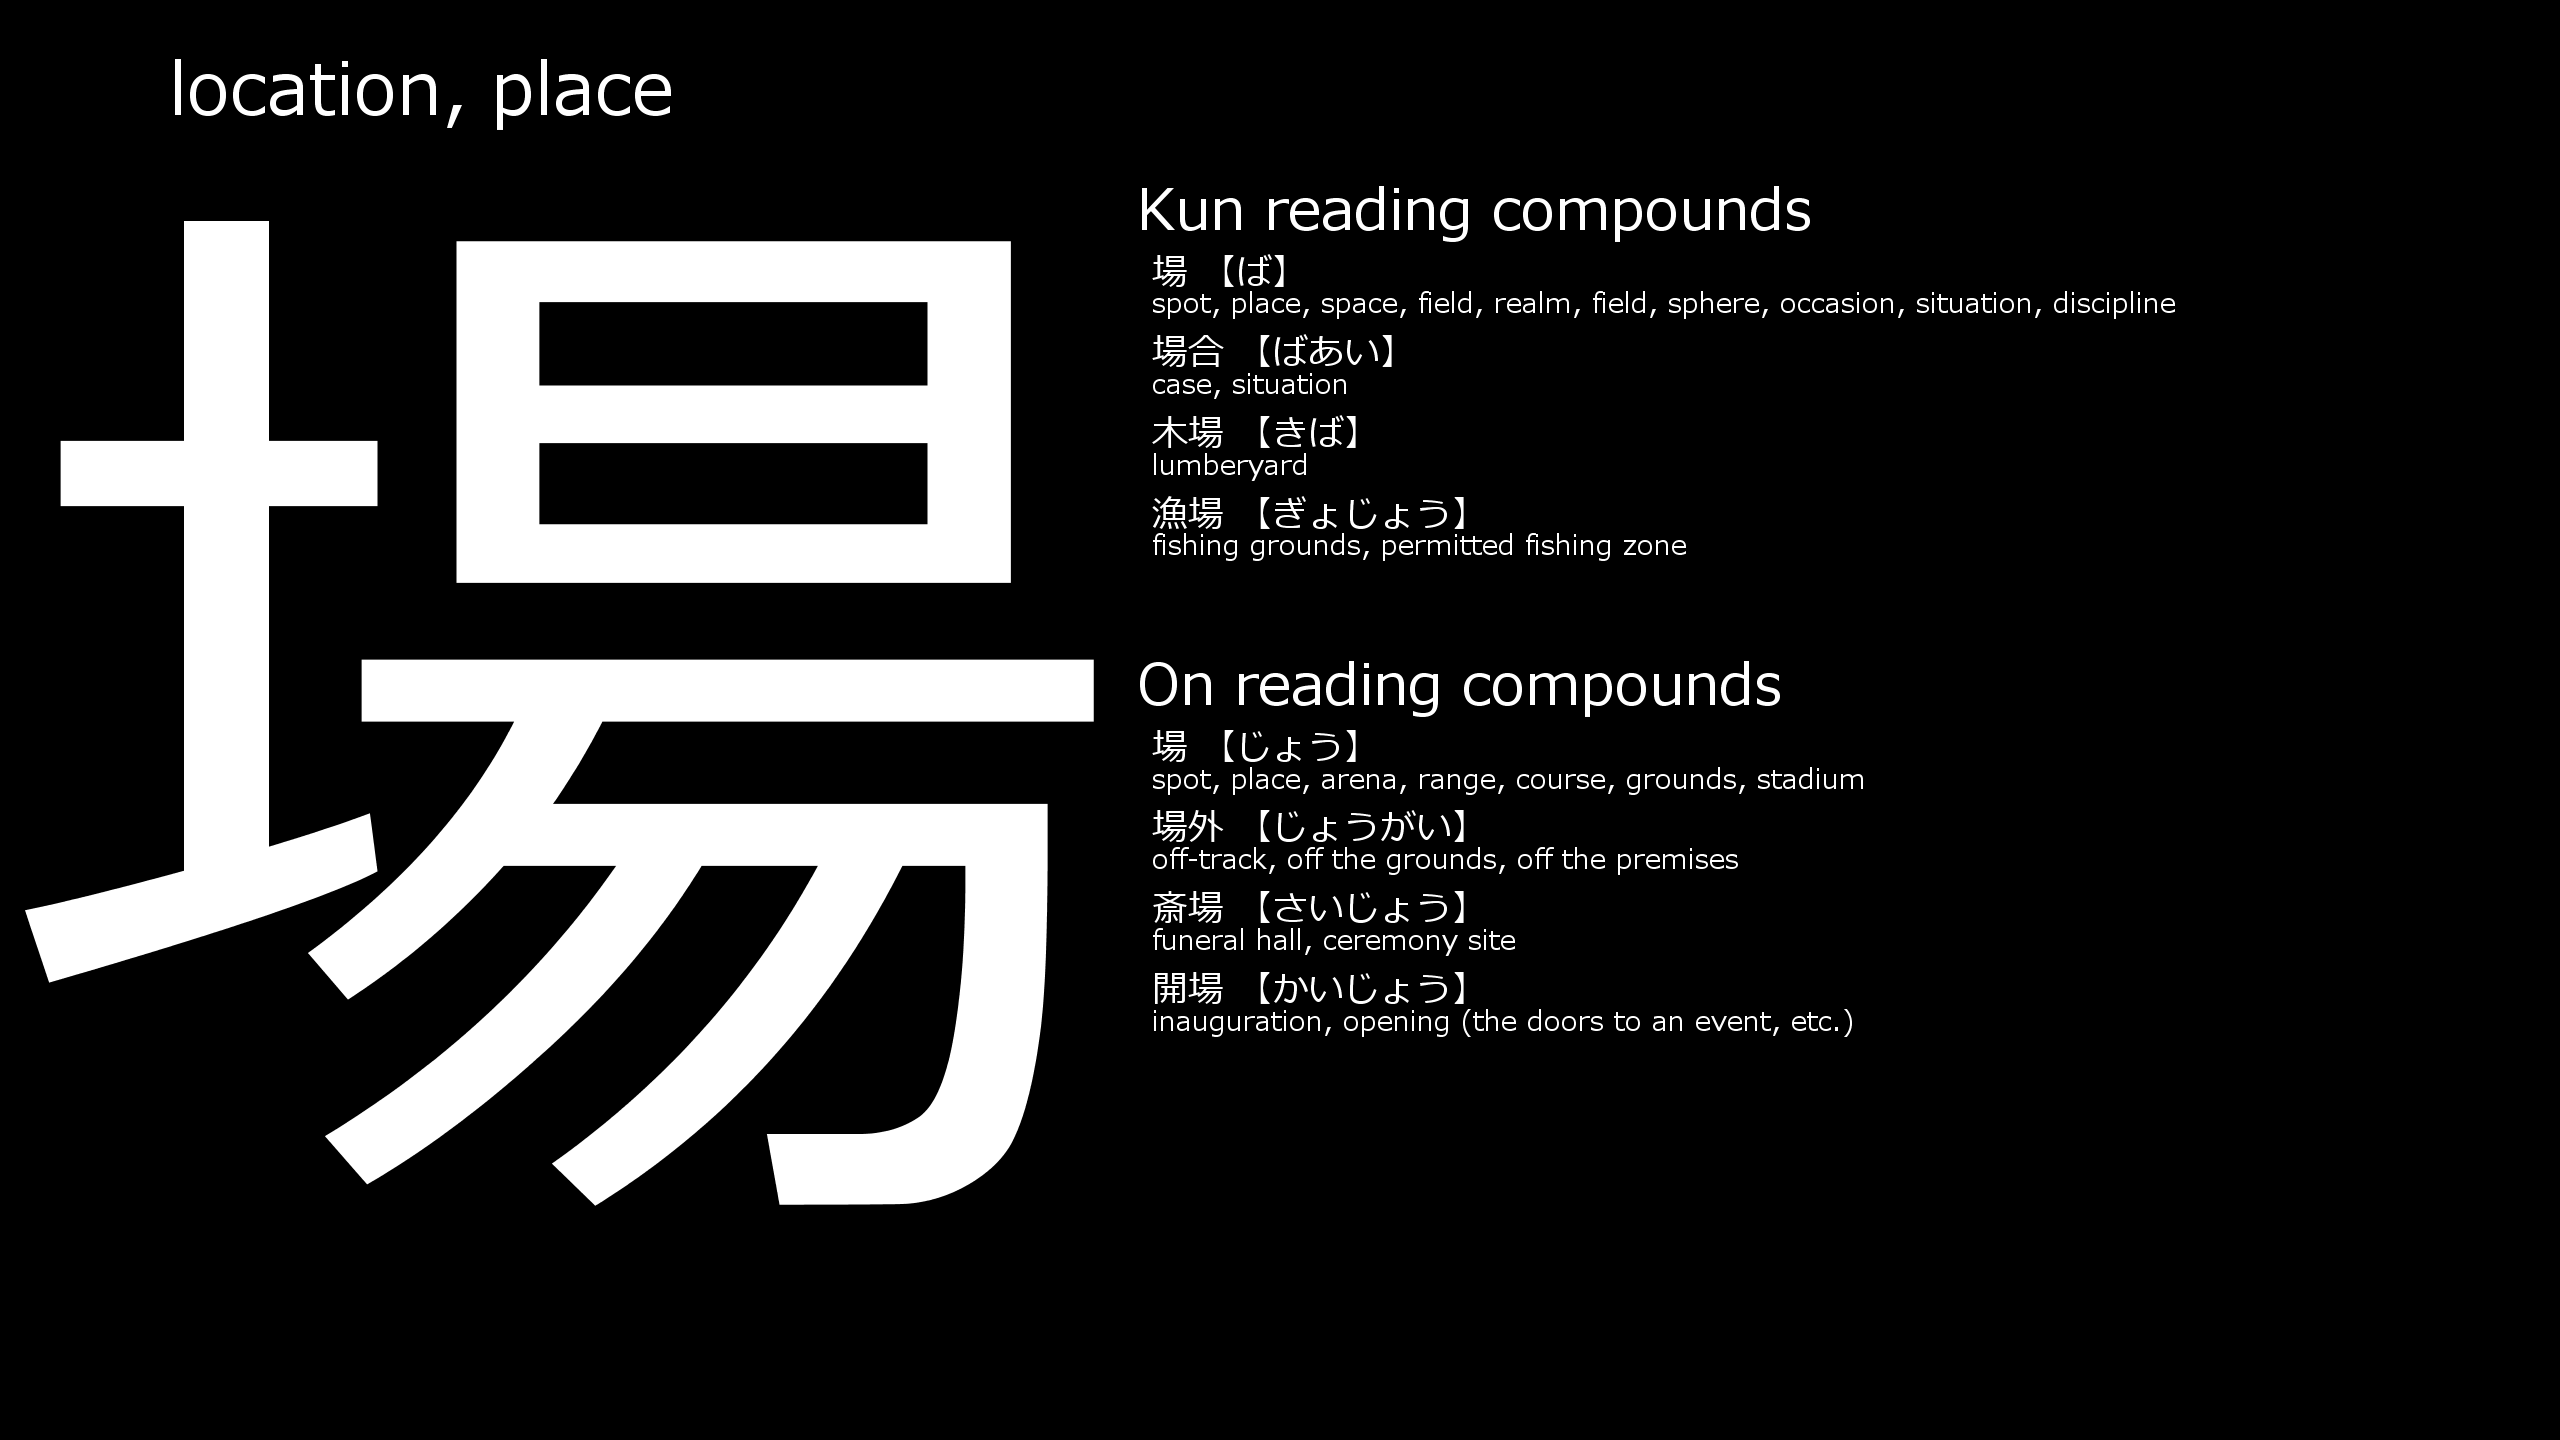 location, place
場
Kun reading compounds
場 【ば】
spot, place, space, field, realm, field, sphere, occasion, situation, discipline
場合 【ばあい】
case, situation
木場 【きば】
lumberyard
漁場 【ぎょじょう】
fishing grounds, permitted fishing zone
On reading compounds
場 【じょう】
spot, place, arena, range, course, grounds, stadium
場外 【じょうがい】
off-track, off the grounds, off the premises
斎場 【さいじょう】
funeral hall, ceremony site
開場 【かいじょう】
inauguration, opening (the doors to an event, etc.)